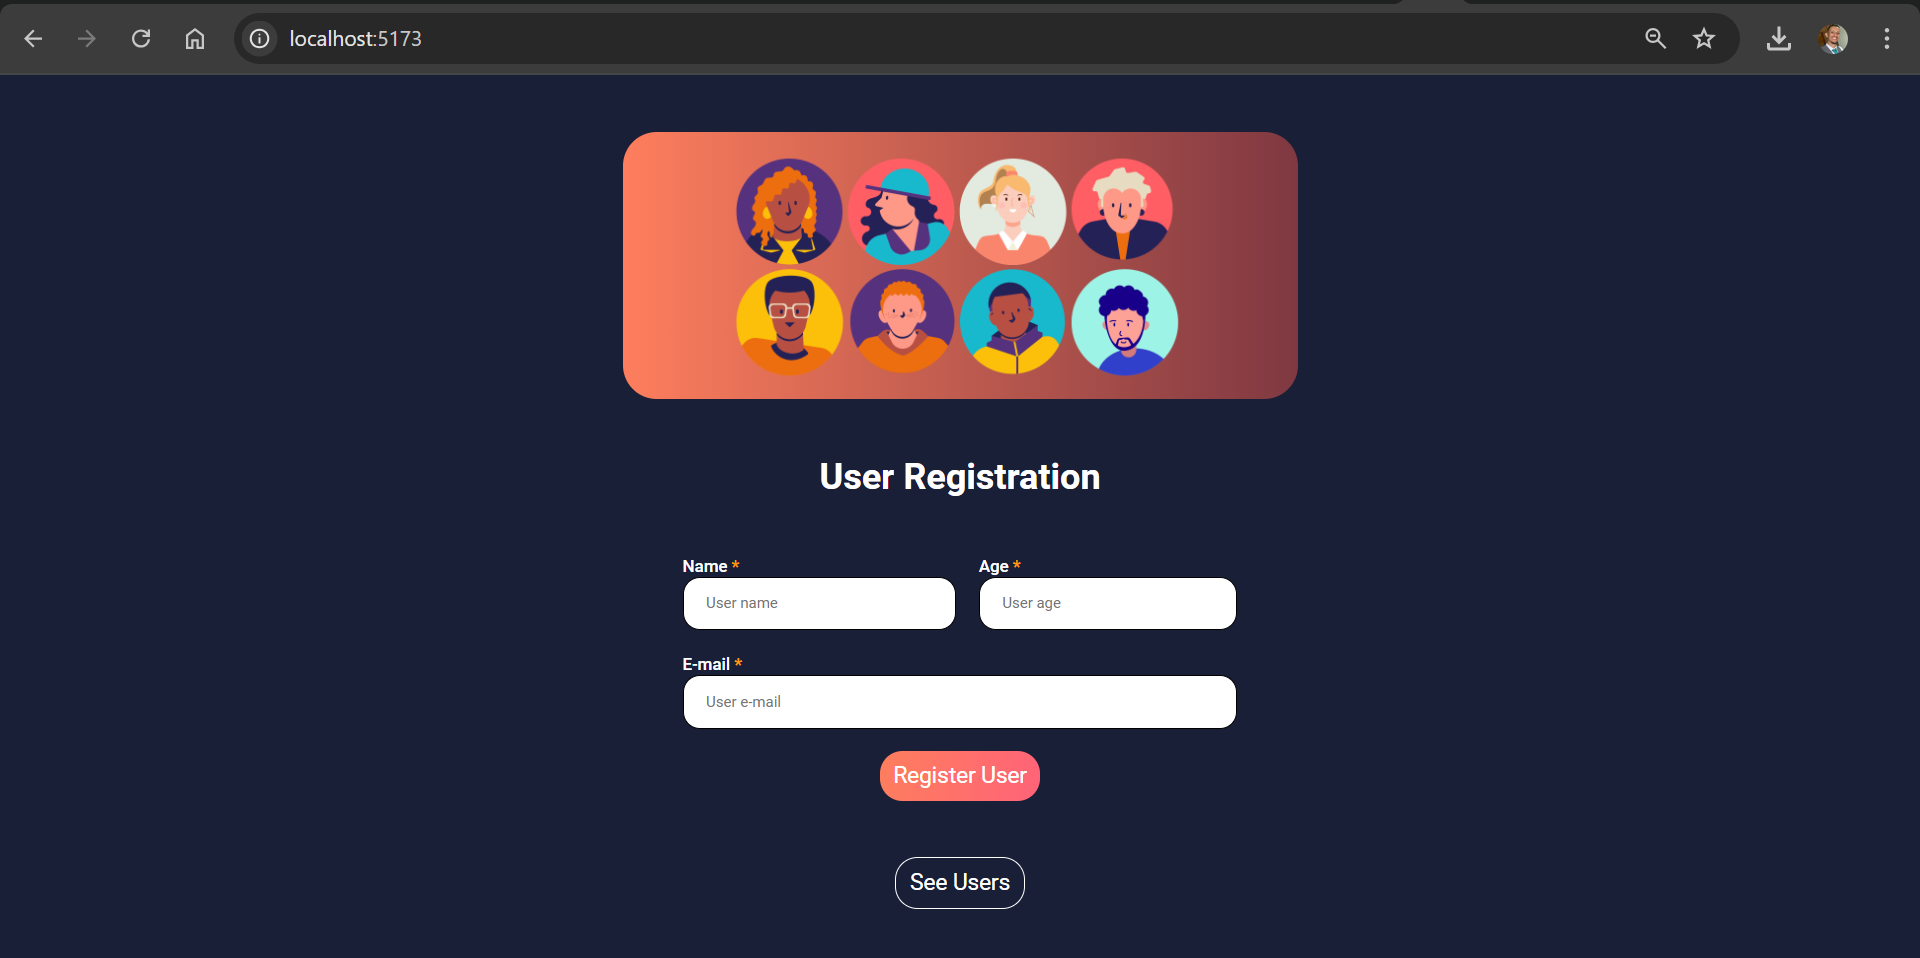 localhost:5173
User Registration
Name * Age *
User name User age
E-mail *
User e-mail
Register User
See Users